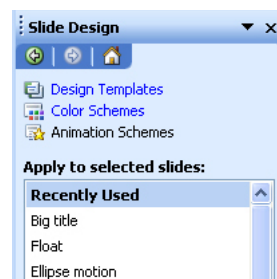 Slide Design
Design Templates
Color Schemes
Animation Schemes
Apply to selected slides:
Recently Used
Big title
Float
Ellipse motion